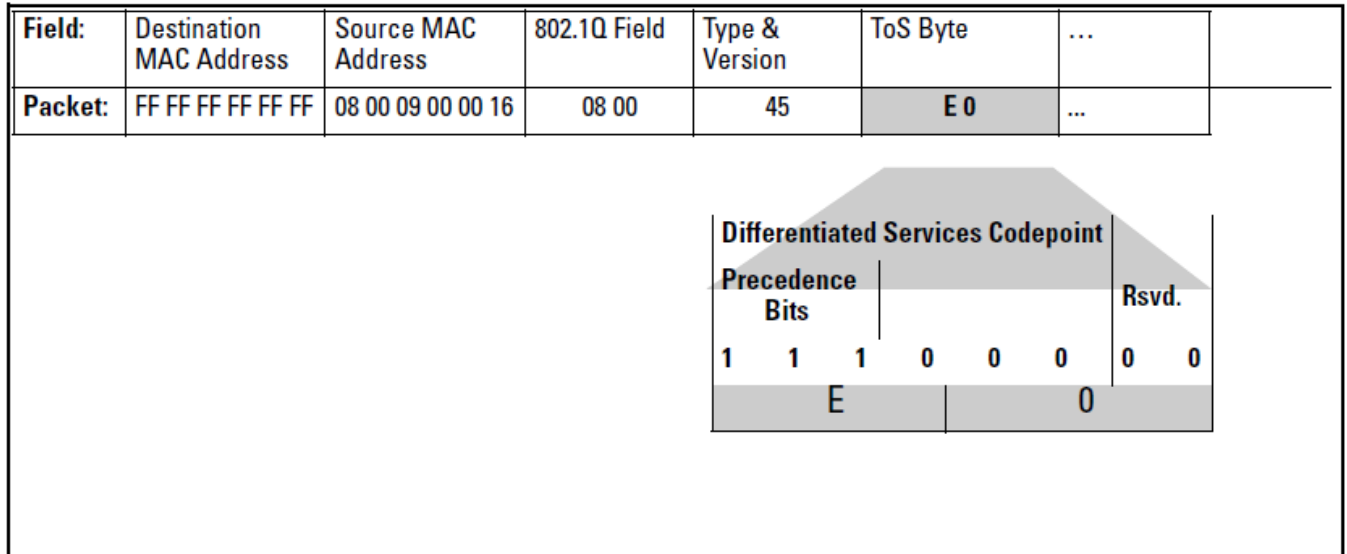 Field: Destination MAC Address Source MAC Address 802.1Q Field Type & Version ToS Byte ...
Packet: FF FF FF FF FF FF 08 00 09 00 00 16 08 00 45 E 0 ...
Differentiated Services Codepoint
Precedence Bits Rsvd.
1 1 1 0 0 0 0 0
E 0